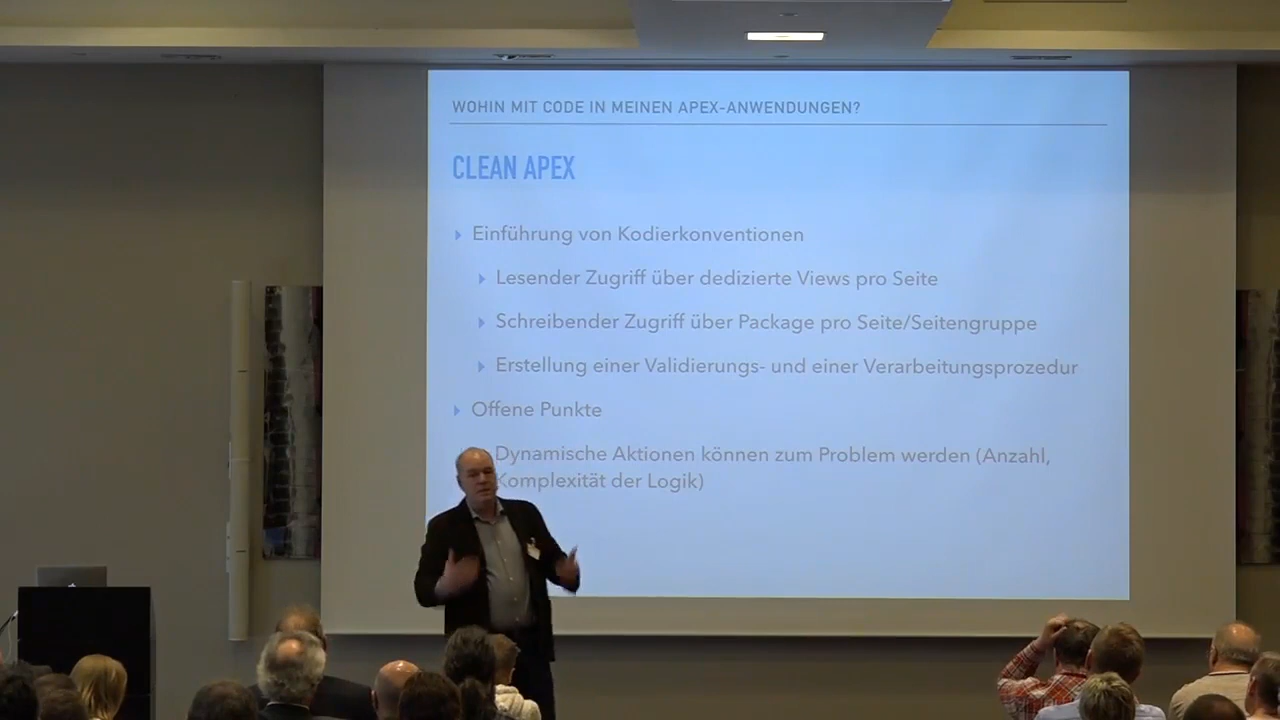 WOHIN MIT CODE IN MEINEN APEX-ANWENDUNGEN?
CLEAN APEX
Einführung von Kodierkonventionen
Lesender Zugriff über dedizierte Views pro Seite
Schreibender Zugriff über Package pro Seite/Seitengruppe
Erstellung einer Validierungs- und einer Verarbeitungsprozedur
Offene Punkte
Dynamische Aktionen können zum Problem werden (Anzahl,
Komplexität der Logik)